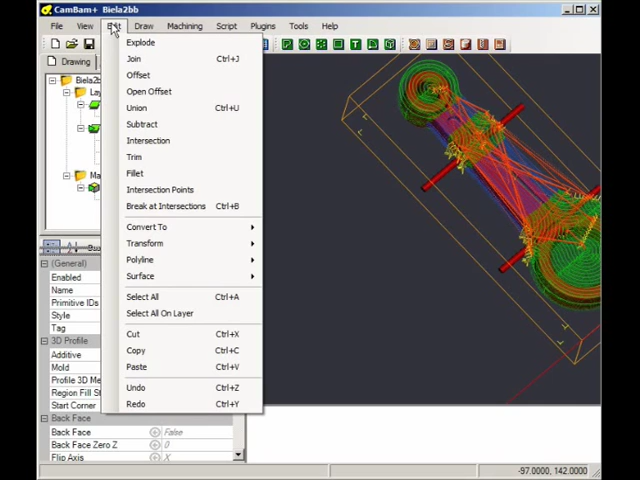 CamBam+ Biela2bb
File View Edit Draw Machining Script Plugins Tools Help
Drawing
Biela2b
Lay
Ma
Explode
Join Ctrl+J
Offset
Open Offset
Union Ctrl+U
Subtract
Intersection
Trim
Fillet
Intersection Points
Break at Intersections Ctrl+B
Convert To
Transform
Polyline
Surface
Select All Ctrl+A
Select All On Layer
Cut Ctrl+X
Copy Ctrl+C
Paste Ctrl+V
Undo Ctrl+Z
Redo Ctrl+Y
(General)
Enabled
Name
Primitive IDs
Style
Tag
3D Profile
Additive
Mold
Profile 3D Me
Region Fill St
Start Corner
Back Face
Back Face False
Back Face Zero Z 0
Flip Axis X
-97.0000, 142.0000